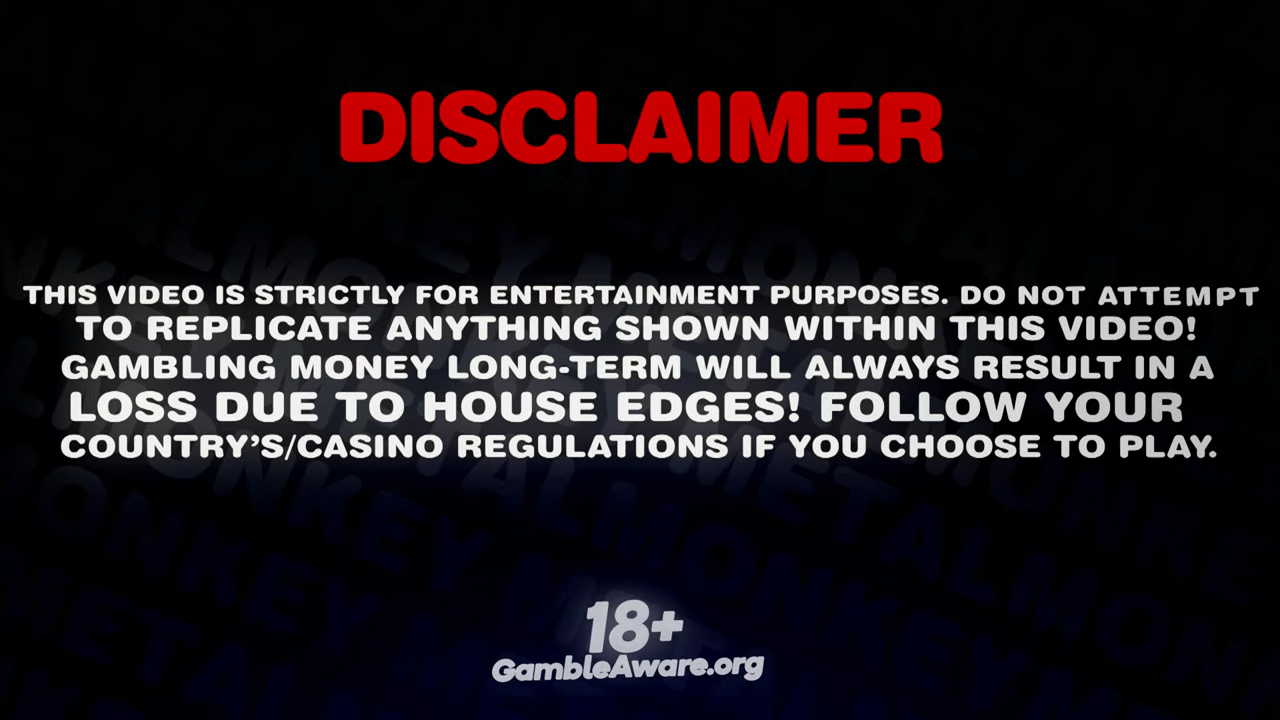 DISCLAIMER
THIS VIDEO IS STRICTLY FOR ENTERTAINMENT PURPOSES. DO NOT ATTEMPT
TO REPLICATE ANYTHING SHOWN WITHIN THIS VIDEO!
GAMBLING MONEY LONG-TERM WILL ALWAYS RESULT IN A
LOSS DUE TO HOUSE EDGES! FOLLOW YOUR
COUNTRY'S/CASINO REGULATIONS IF YOU CHOOSE TO PLAY.
18+
GambleAware.org